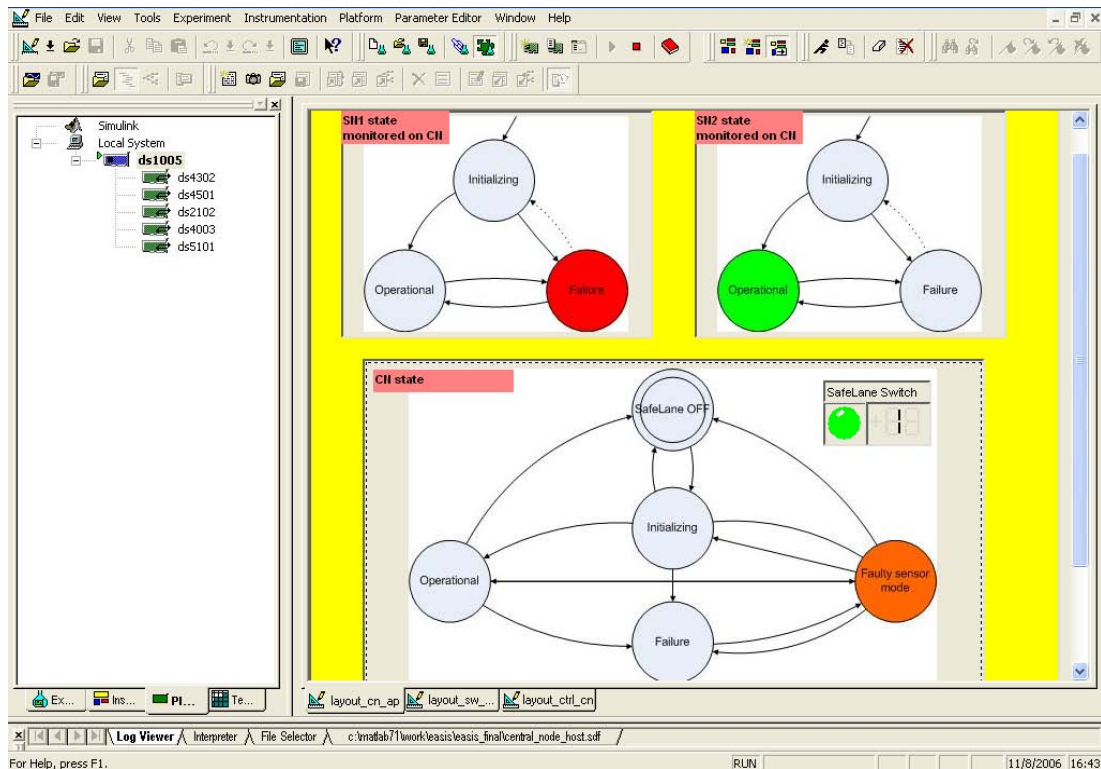 File Edit View Tools Experiment Instrumentation Platform Parameter Editor Window Help
Simulink
Local System
ds1005
ds4302
ds4501
ds2102
ds4003
ds5101
SN1 state
monitored on CN
Initializing
Operational
Failure
SN2 state
monitored on CN
Initializing
Operational
Failure
CN state
SafeLane OFF
SafeLane Switch
Initializing
Operational
Faulty sensor
mode
Failure
Ex... Ins... Pl... Te...
layout_cn_ap layout_sw_... layout_ctrl_cn
Log Viewer Interpreter File Selector c:\matlab71\work\easis\easis_final\central_node_host.sdf
For Help, press F1. RUN 11/8/2006 16:43